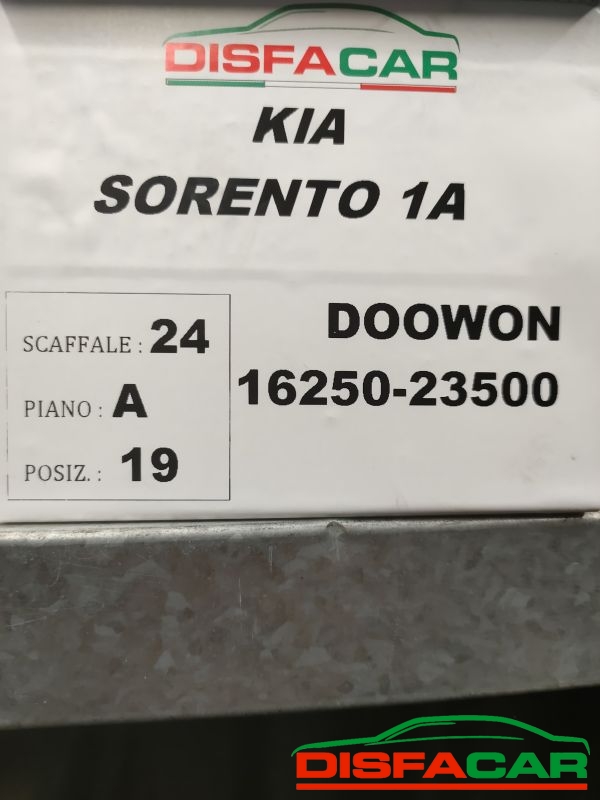 DISFACAR
KIA
SORENTO 1A
SCAFFALE : 24
PIANO : A
POSIZ. : 19
DOOWON
16250-23500
DISFACAR